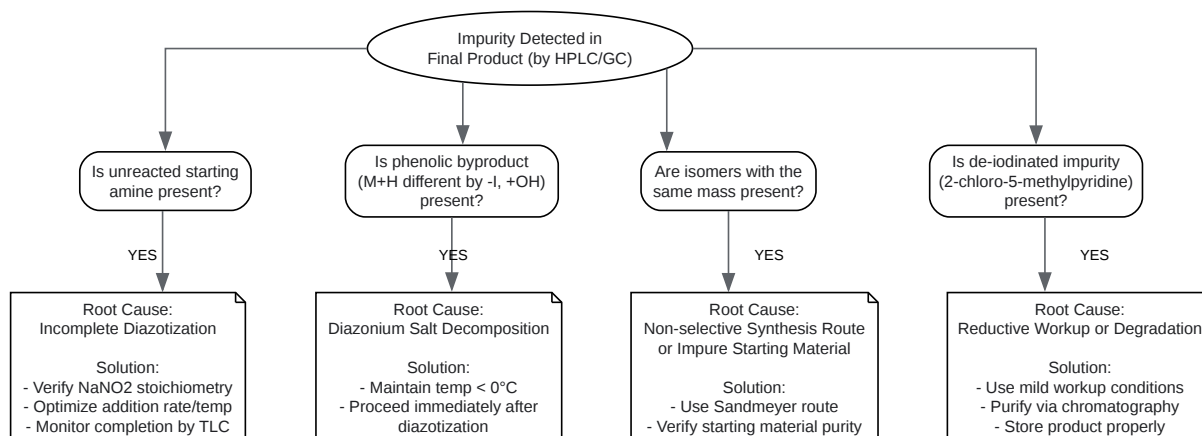 Impurity Detected in
Final Product (by HPLC/GC)
Is unreacted starting
amine present?
Is phenolic byproduct
(M+H different by -I, +OH)
present?
Are isomers with the
same mass present?
Is de-iodinated impurity
(2-chloro-5-methylpyridine)
present?
YES
YES
YES
YES
Root Cause:
Incomplete Diazotization
Solution:
- Verify NaNO2 stoichiometry
- Optimize addition rate/temp
- Monitor completion by TLC
Root Cause:
Diazonium Salt Decomposition
Solution:
- Maintain temp < 0°C
- Proceed immediately after
diazotization
Root Cause:
Non-selective Synthesis Route
or Impure Starting Material
Solution:
- Use Sandmeyer route
- Verify starting material purity
Root Cause:
Reductive Workup or Degradation
Solution:
- Use mild workup conditions
- Purify via chromatography
- Store product properly